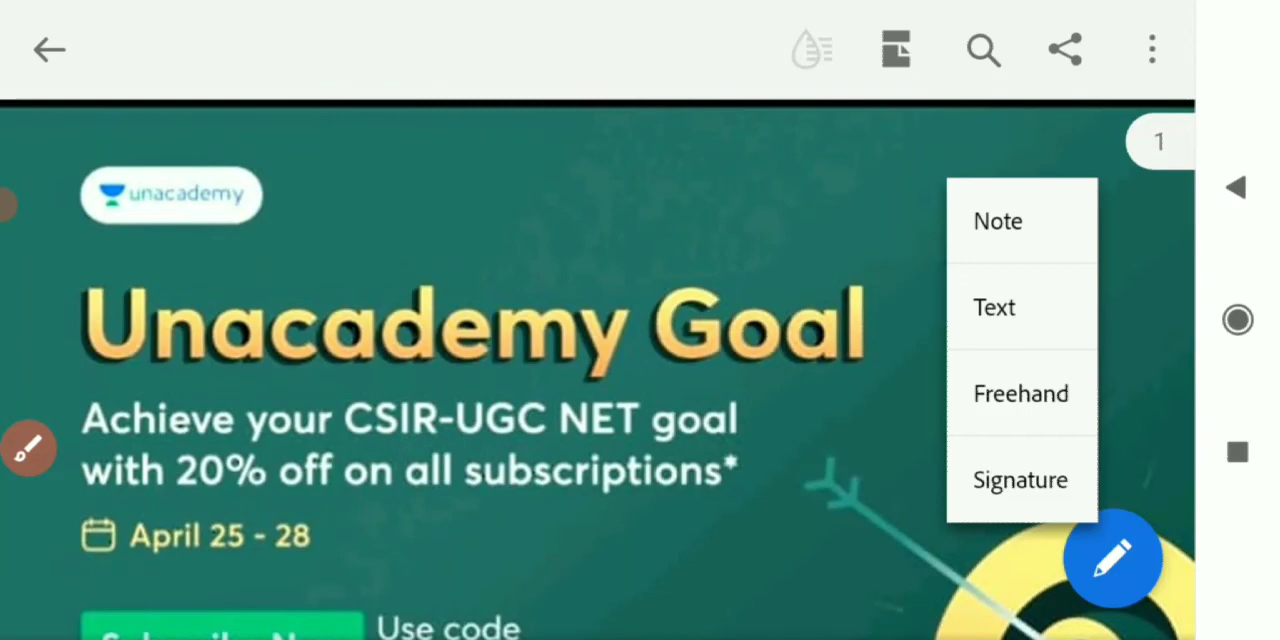 1
unacademy
Note
Text
Freehand
Signature
Unacademy Goal
Achieve your CSIR-UGC NET goal
with 20% off on all subscriptions*
April 25 - 28
Use code